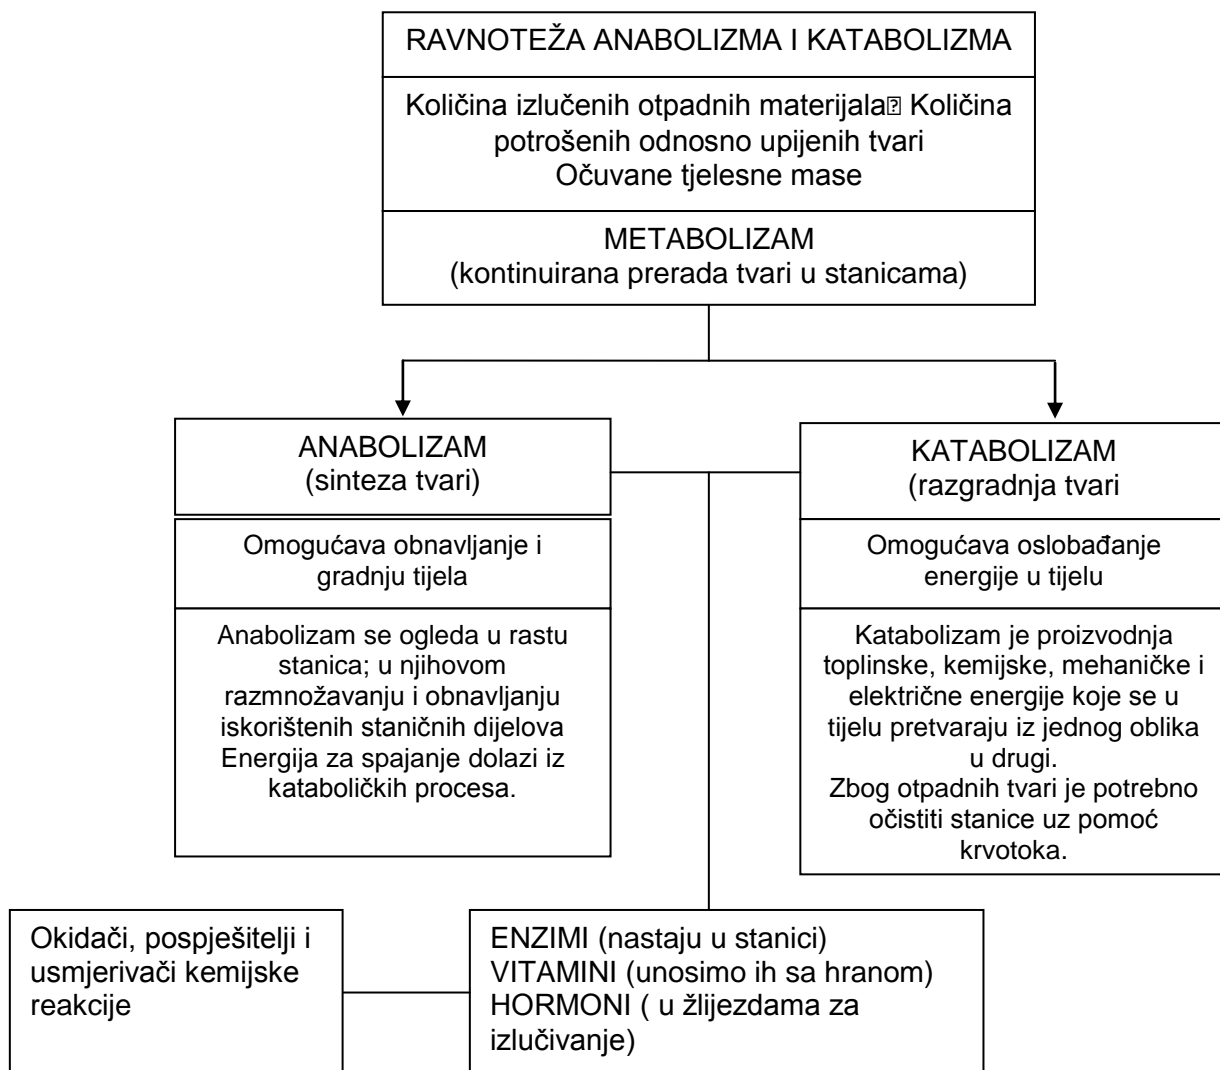 RAVNOTEŽA ANABOLIZMA I KATABOLIZMA
Količina izlučenih otpadnih materijala⍰ Količina
potrošenih odnosno upijenih tvari
Očuvane tjelesne mase
METABOLIZAM
(kontinuirana prerada tvari u stanicama)
ANABOLIZAM
(sinteza tvari)
Omogućava obnavljanje i
gradnju tijela
Anabolizam se ogleda u rastu
stanica; u njihovom
razmnožavanju i obnavljanju
iskorištenih staničnih dijelova
Energija za spajanje dolazi iz
kataboličkih procesa.
KATABOLIZAM
(razgradnja tvari
Omogućava oslobađanje
energije u tijelu
Katabolizam je proizvodnja
toplinske, kemijske, mehaničke i
električne energije koje se u
tijelu pretvaraju iz jednog oblika
u drugi.
Zbog otpadnih tvari je potrebno
očistiti stanice uz pomoć
krvotoka.
Okidači, pospješitelji i
usmjerivači kemijske
reakcije
ENZIMI (nastaju u stanici)
VITAMINI (unosimo ih sa hranom)
HORMONI ( u žlijezdama za
izlučivanje)